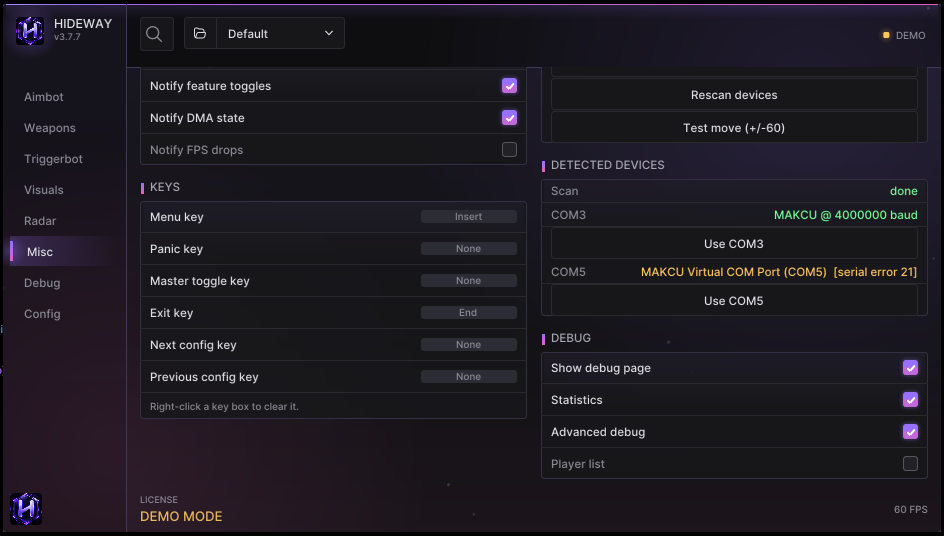 HIDEWAY
v3.7.7
Default
DEMO
Aimbot
Weapons
Triggerbot
Visuals
Radar
Misc
Debug
Config
Notify feature toggles
Notify DMA state
Notify FPS drops
KEYS
Menu key Insert
Panic key None
Master toggle key None
Exit key End
Next config key None
Previous config key None
Right-click a key box to clear it.
Rescan devices
Test move (+/-60)
DETECTED DEVICES
Scan done
COM3 MAKCU @ 4000000 baud
Use COM3
COM5 MAKCU Virtual COM Port (COM5) [serial error 21]
Use COM5
DEBUG
Show debug page
Statistics
Advanced debug
Player list
LICENSE
DEMO MODE
60 FPS